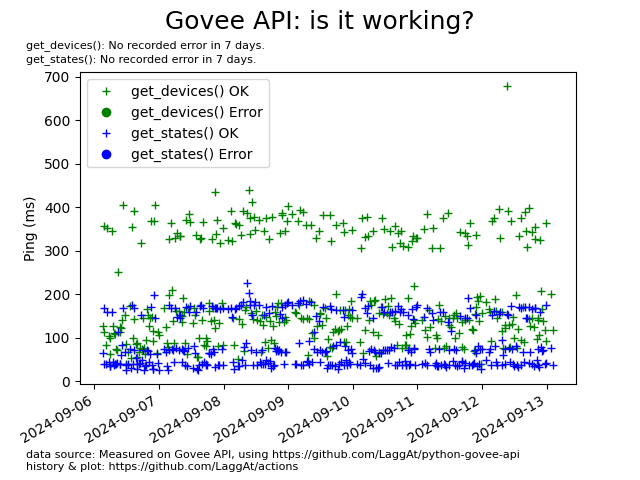 Govee API: is it working?
get_devices(): No recorded error in 7 days.
get_states(): No recorded error in 7 days.
700
600
500
400
300
200
100
0
Ping (ms)
get_devices() OK
get_devices() Error
get_states() OK
get_states() Error
2024-09-06
2024-09-07
2024-09-08
2024-09-09
2024-09-10
2024-09-11
2024-09-12
2024-09-13
data source: Measured on Govee API, using https://github.com/LaggAt/python-govee-api
history & plot: https://github.com/LaggAt/actions